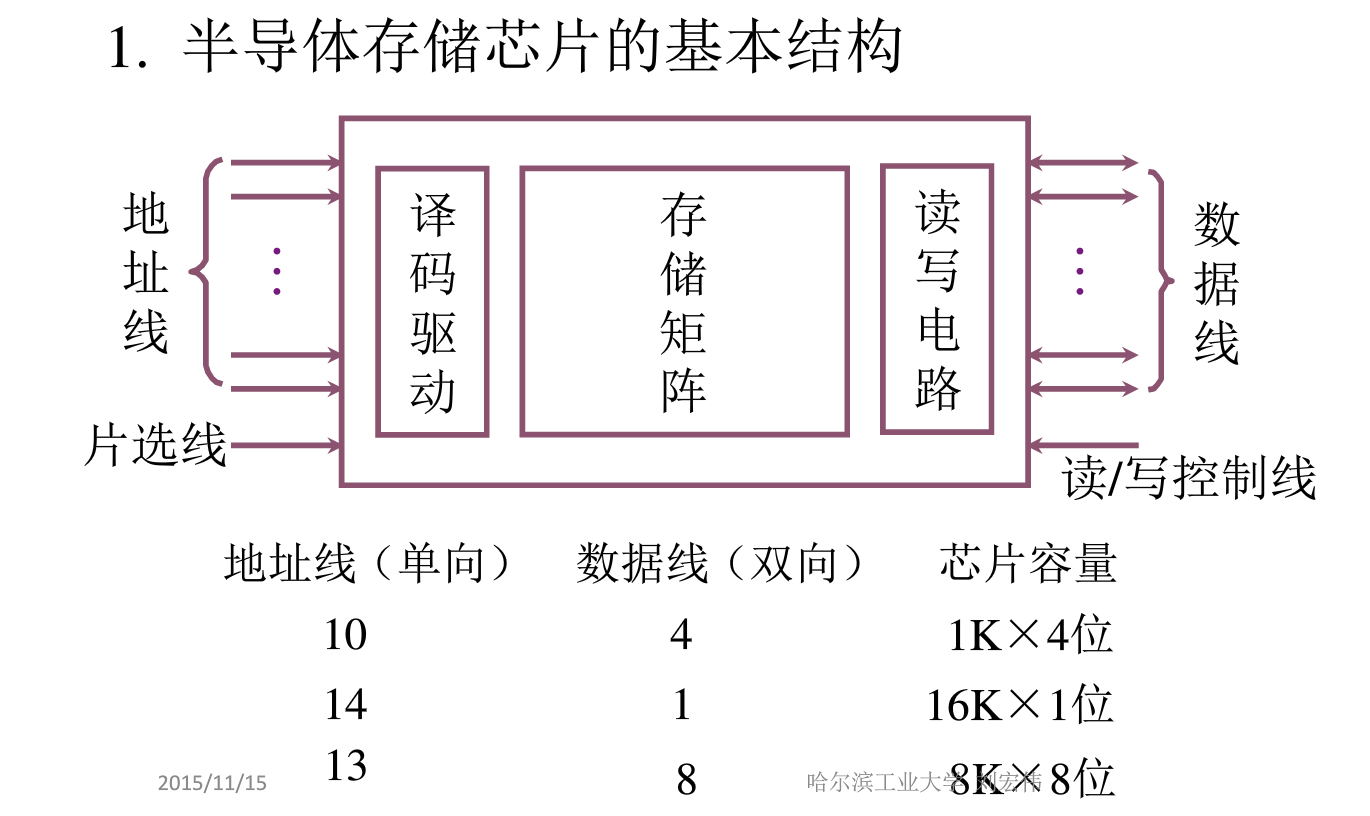 1. 半导体存储芯片的基本结构
地址线
译码驱动
存储矩阵
读写电路
数据线
片选线
读/写控制线
地址线（单向） 数据线（双向） 芯片容量
10 4 1K×4位
14 1 16K×1位
13 8 8K×8位
2015/11/15 哈尔滨工业大学 刘宏伟